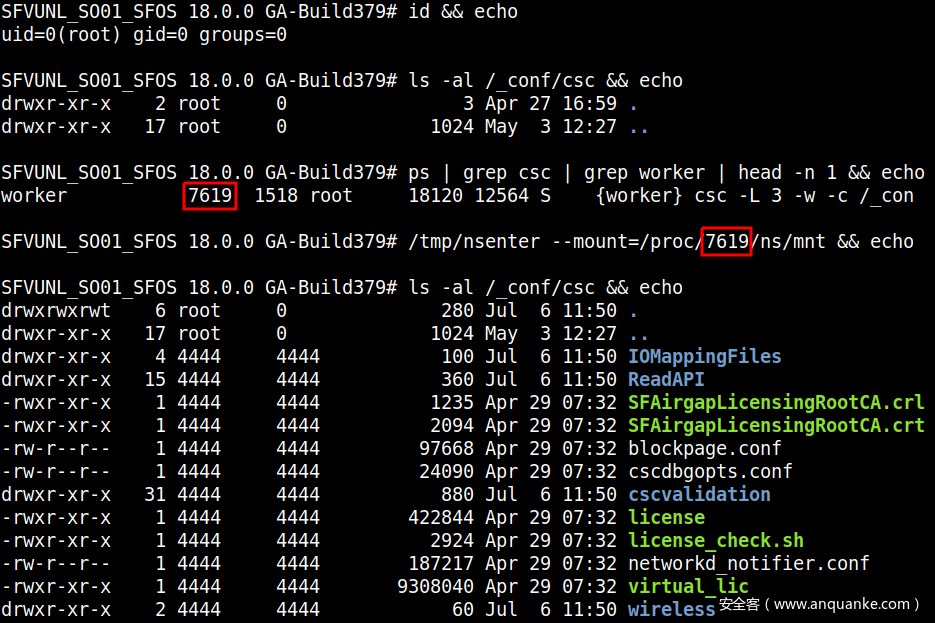 SFVUNL_SO01_SFOS 18.0.0 GA-Build379# id && echo
uid=0(root) gid=0 groups=0
SFVUNL_SO01_SFOS 18.0.0 GA-Build379# ls -al /_conf/csc && echo
drwxr-xr-x    2 root     0                3 Apr 27 16:59 .
drwxr-xr-x   17 root     0             1024 May  3 12:27 ..
SFVUNL_SO01_SFOS 18.0.0 GA-Build379# ps | grep csc | grep worker | head -n 1 && echo
worker           7619  1518 root     18120 12564 S    {worker} csc -L 3 -w -c /_con
SFVUNL_SO01_SFOS 18.0.0 GA-Build379# /tmp/nsenter --mount=/proc/7619/ns/mnt && echo
SFVUNL_SO01_SFOS 18.0.0 GA-Build379# ls -al /_conf/csc && echo
drwxrwxrwt    6 root     0              280 Jul  6 11:50 .
drwxr-xr-x   17 root     0             1024 May  3 12:27 ..
drwxr-xr-x    4 4444     4444           100 Jul  6 11:50 IOMappingFiles
drwxr-xr-x   15 4444     4444           360 Jul  6 11:50 ReadAPI
-rwxr-xr-x    1 4444     4444          1235 Apr 29 07:32 SFAirgapLicensingRootCA.crl
-rwxr-xr-x    1 4444     4444          2094 Apr 29 07:32 SFAirgapLicensingRootCA.crt
-rw-r--r--    1 4444     4444         97668 Apr 29 07:32 blockpage.conf
-rw-r--r--    1 4444     4444         24090 Apr 29 07:32 cscdbgopts.conf
drwxr-xr-x   31 4444     4444           880 Jul  6 11:50 cscvalidation
-rwxr-xr-x    1 4444     4444        422844 Apr 29 07:32 license
-rwxr-xr-x    1 4444     4444          2924 Apr 29 07:32 license_check.sh
-rw-r--r--    1 4444     4444        187217 Apr 29 07:32 networkd_notifier.conf
-rwxr-xr-x    1 4444     4444       9308040 Apr 29 07:32 virtual_lic
drwxr-xr-x    2 4444     4444            60 Jul  6 11:50 wireless
安全客（www.anquanke.com）